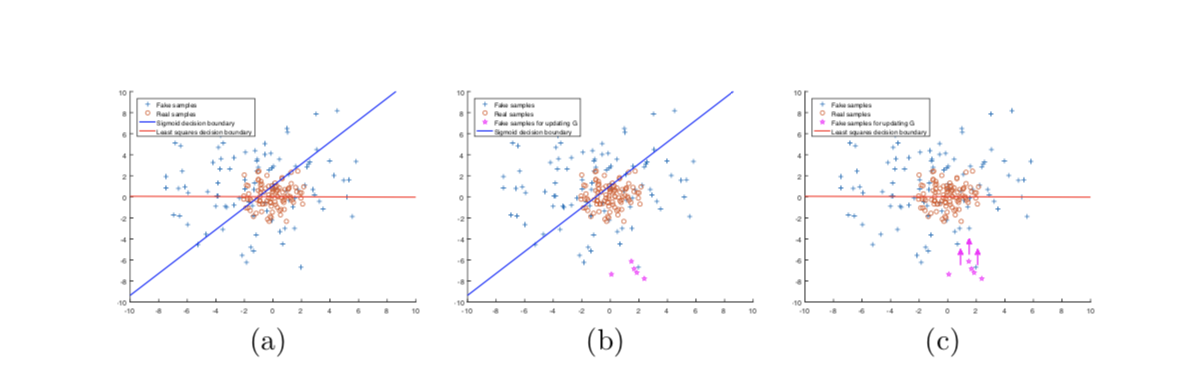 Fake samples
Real samples
Sigmoid decision boundary
Least squares decision boundary
10
8
6
4
2
0
-2
-4
-6
-8
-10
-10 -8 -6 -4 -2 0 2 4 6 8 10
(a)
Fake samples
Real samples
Fake samples for updating G
Sigmoid decision boundary
10
8
6
4
2
0
-2
-4
-6
-8
-10
-10 -8 -6 -4 -2 0 2 4 6 8 10
(b)
Fake samples
Real samples
Fake samples for updating G
Least squares decision boundary
10
8
6
4
2
0
-2
-4
-6
-8
-10
-10 -8 -6 -4 -2 0 2 4 6 8 10
(c)